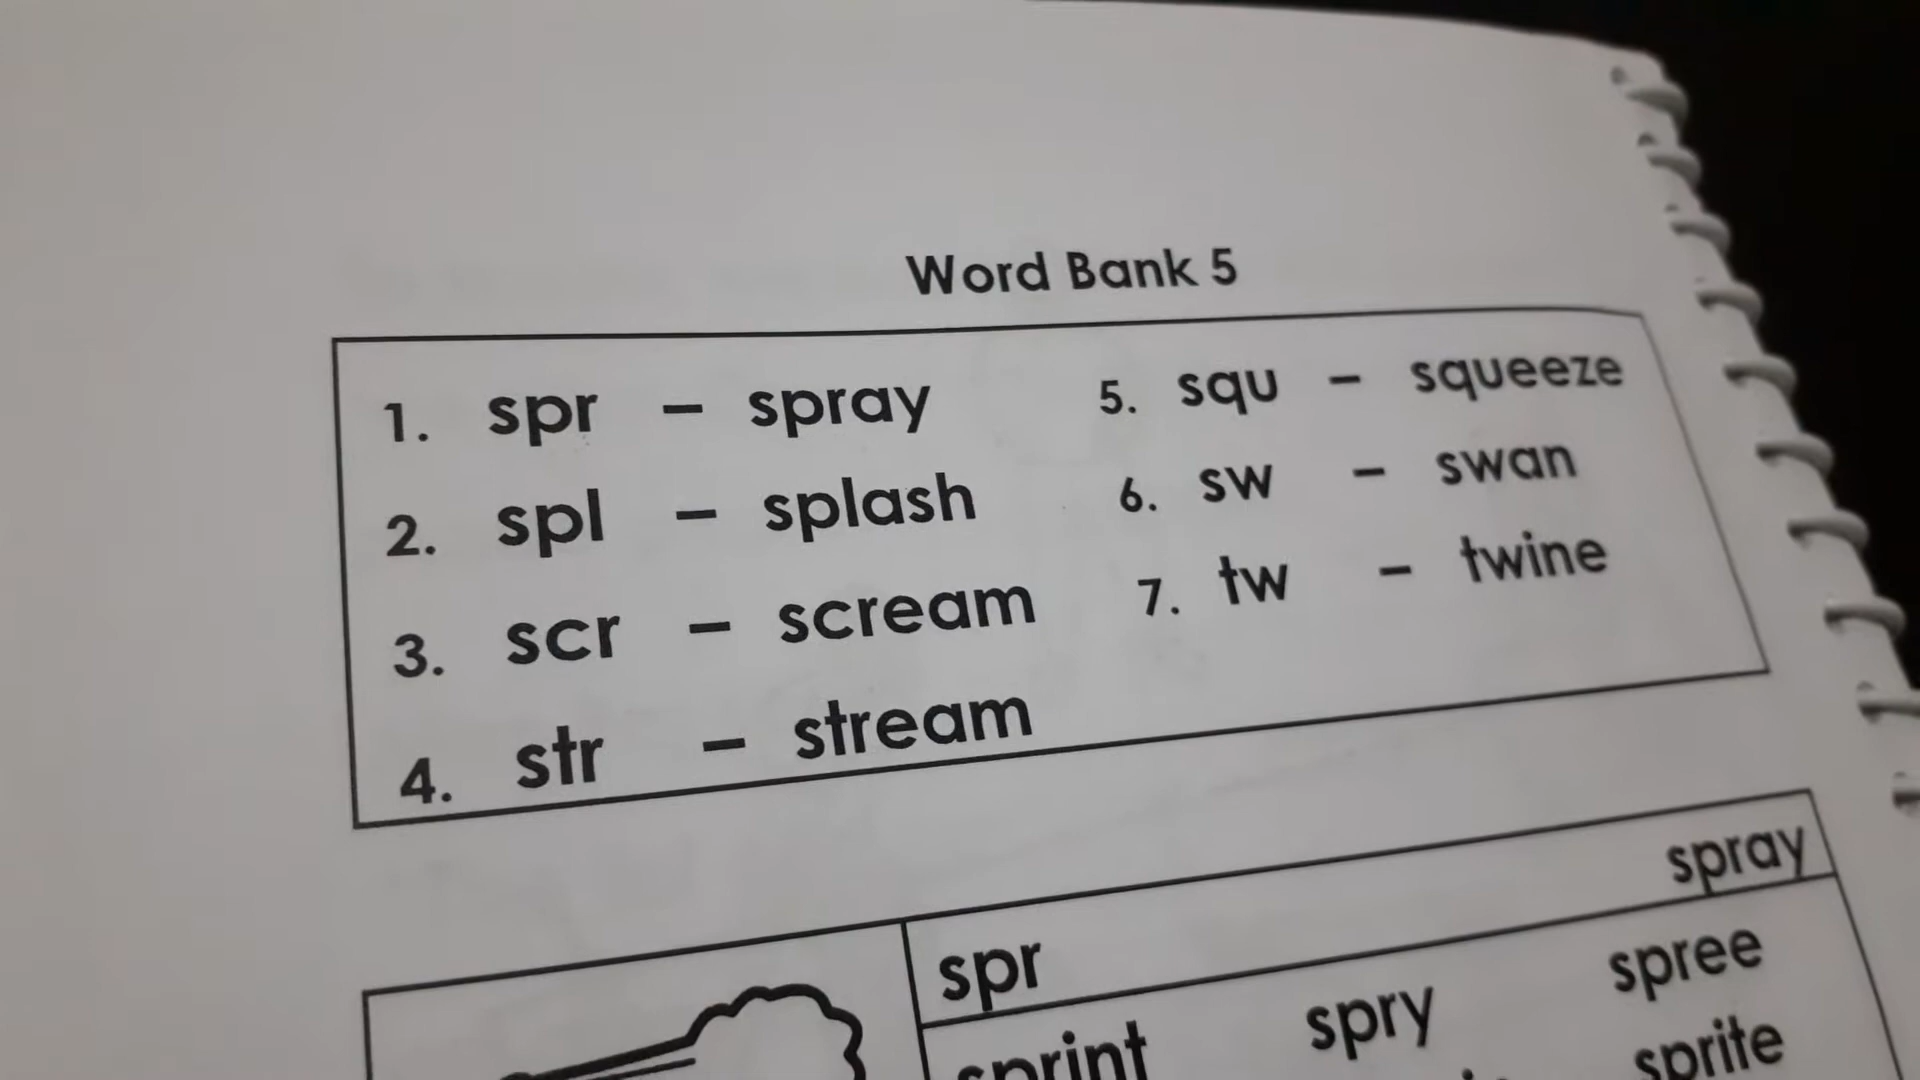 Word Bank 5
1. spr – spray
2. spl – splash
3. scr – scream
4. str – stream
5. squ – squeeze
6. sw – swan
7. tw – twine
spr spray
sprint spry spree
sprite